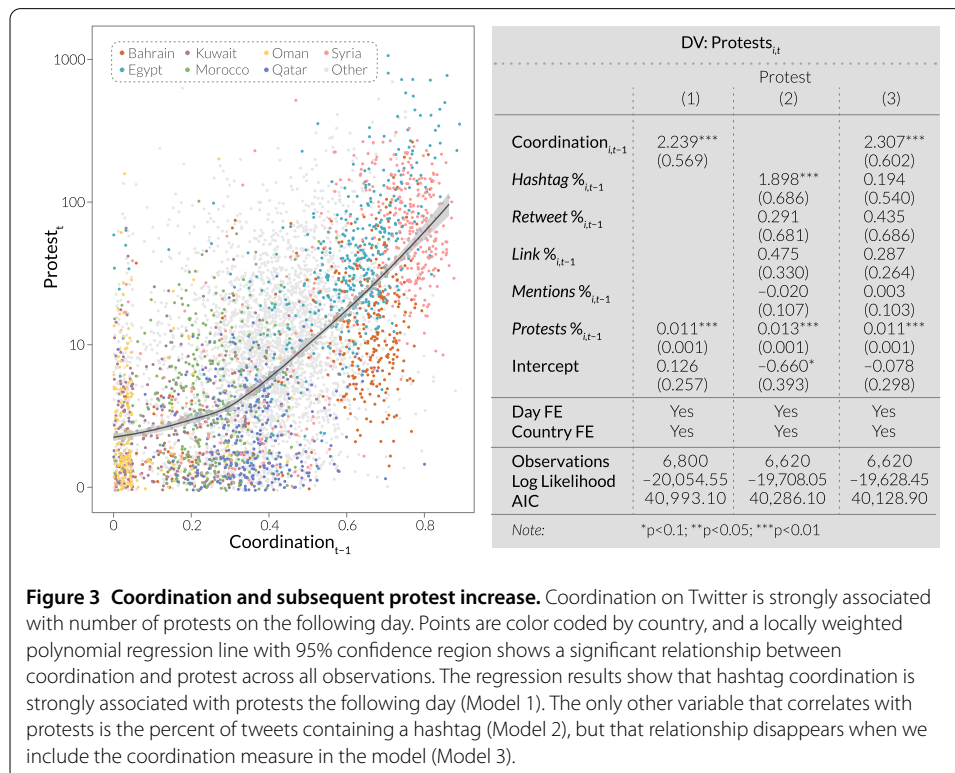 1000
100
10
0
Protest_t
Bahrain Kuwait Oman Syria
Egypt Morocco Qatar Other
0 0.2 0.4 0.6 0.8
Coordination_t−1
DV: Protests_i,t
Protest
(1) (2) (3)
Coordination_i,t−1 2.239*** 2.307***
(0.569) (0.602)
Hashtag %_i,t−1 1.898*** 0.194
(0.686) (0.540)
Retweet %_i,t−1 0.291 0.435
(0.681) (0.686)
Link %_i,t−1 0.475 0.287
(0.330) (0.264)
Mentions %_i,t−1 −0.020 0.003
(0.107) (0.103)
Protests %_i,t−1 0.011*** 0.013*** 0.011***
(0.001) (0.001) (0.001)
Intercept 0.126 −0.660* −0.078
(0.257) (0.393) (0.298)
Day FE Yes Yes Yes
Country FE Yes Yes Yes
Observations 6,800 6,620 6,620
Log Likelihood −20,054.55 −19,708.05 −19,628.45
AIC 40,993.10 40,286.10 40,128.90
Note: *p<0.1; **p<0.05; ***p<0.01
Figure 3 Coordination and subsequent protest increase. Coordination on Twitter is strongly associated
with number of protests on the following day. Points are color coded by country, and a locally weighted
polynomial regression line with 95% confidence region shows a significant relationship between
coordination and protest across all observations. The regression results show that hashtag coordination is
strongly associated with protests the following day (Model 1). The only other variable that correlates with
protests is the percent of tweets containing a hashtag (Model 2), but that relationship disappears when we
include the coordination measure in the model (Model 3).